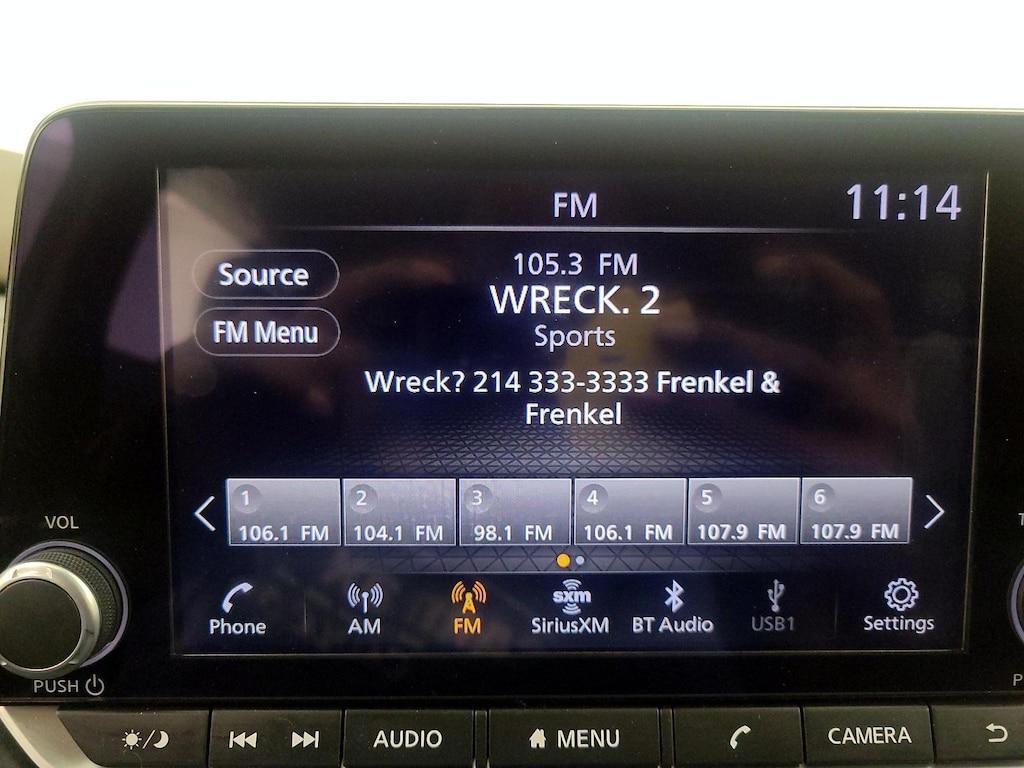 FM
11:14
105.3 FM
Source
WRECK. 2
FM Menu
Sports
Wreck? 214 333-3333 Frenkel &
Frenkel
1 2 3 4 5 6
106.1 FM 104.1 FM 98.1 FM 106.1 FM 107.9 FM 107.9 FM
VOL
sxm
Phone AM FM SiriusXM BT Audio USB1 Settings
PUSH
AUDIO MENU CAMERA